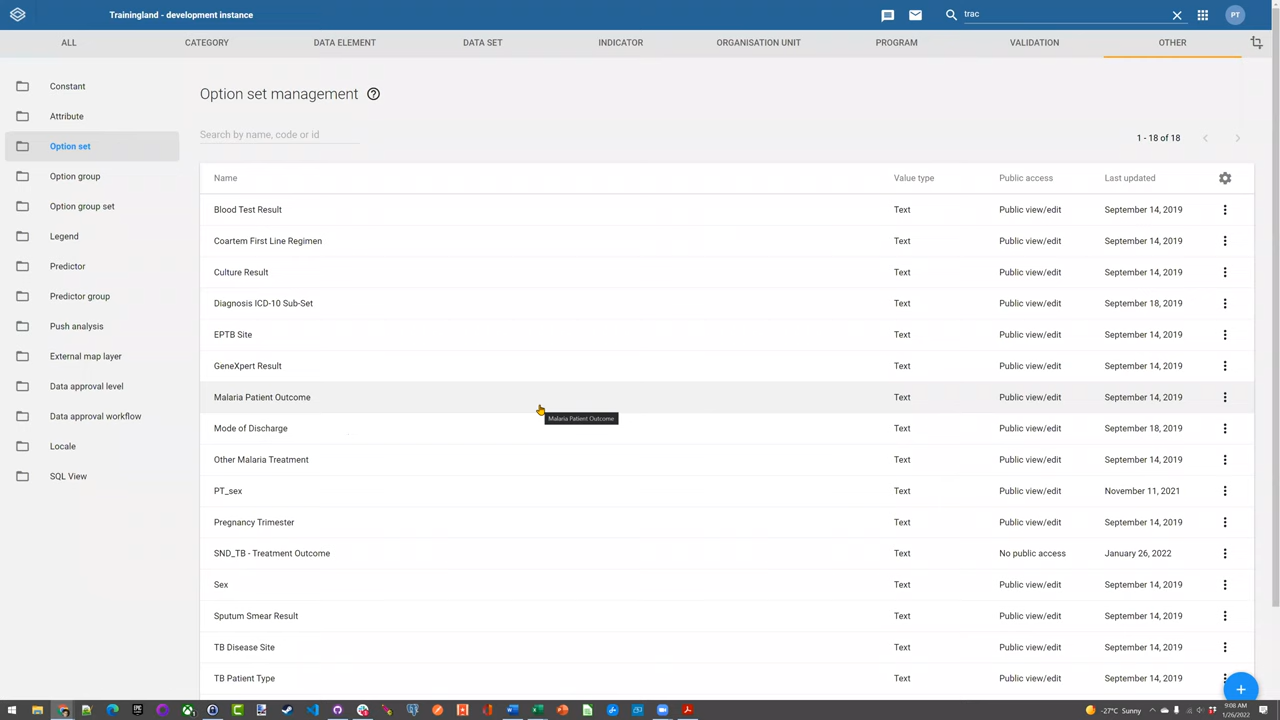 Trainingland - development instance
trac
PT
ALL CATEGORY DATA ELEMENT DATA SET INDICATOR ORGANISATION UNIT PROGRAM VALIDATION OTHER
Constant
Attribute
Option set
Option group
Option group set
Legend
Predictor
Predictor group
Push analysis
External map layer
Data approval level
Data approval workflow
Locale
SQL View
Option set management
Search by name, code or id
1 - 18 of 18
Name Value type Public access Last updated
Blood Test Result Text Public view/edit September 14, 2019
Coartem First Line Regimen Text Public view/edit September 14, 2019
Culture Result Text Public view/edit September 14, 2019
Diagnosis ICD-10 Sub-Set Text Public view/edit September 18, 2019
EPTB Site Text Public view/edit September 14, 2019
GeneXpert Result Text Public view/edit September 14, 2019
Malaria Patient Outcome Text Public view/edit September 14, 2019
Malaria Patient Outcome
Mode of Discharge Text Public view/edit September 18, 2019
Other Malaria Treatment Text Public view/edit September 14, 2019
PT_sex Text Public view/edit November 11, 2021
Pregnancy Trimester Text Public view/edit September 14, 2019
SND_TB - Treatment Outcome Text No public access January 26, 2022
Sex Text Public view/edit September 14, 2019
Sputum Smear Result Text Public view/edit September 14, 2019
TB Disease Site Text Public view/edit September 14, 2019
TB Patient Type Text Public view/edit September 14, 2019
-27°C Sunny
9:08 AM
1/26/2022